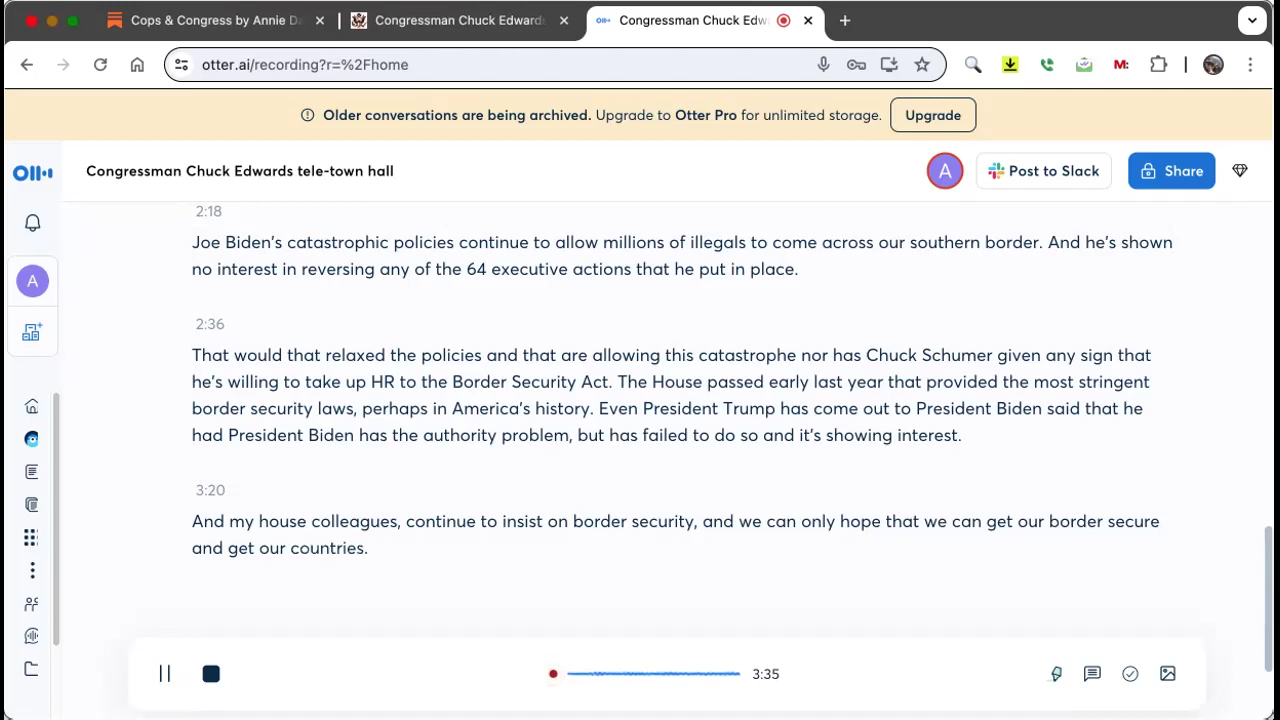 Cops & Congress by Annie Da
Congressman Chuck Edwards
Congressman Chuck Edw
otter.ai/recording?r=%2Fhome
M:
Older conversations are being archived. Upgrade to Otter Pro for unlimited storage.
Upgrade
Congressman Chuck Edwards tele-town hall
A
Post to Slack
Share
A
2:18
Joe Biden's catastrophic policies continue to allow millions of illegals to come across our southern border. And he's shown
no interest in reversing any of the 64 executive actions that he put in place.
2:36
That would that relaxed the policies and that are allowing this catastrophe nor has Chuck Schumer given any sign that
he's willing to take up HR to the Border Security Act. The House passed early last year that provided the most stringent
border security laws, perhaps in America's history. Even President Trump has come out to President Biden said that he
had President Biden has the authority problem, but has failed to do so and it's showing interest.
3:20
And my house colleagues, continue to insist on border security, and we can only hope that we can get our border secure
and get our countries.
3:35